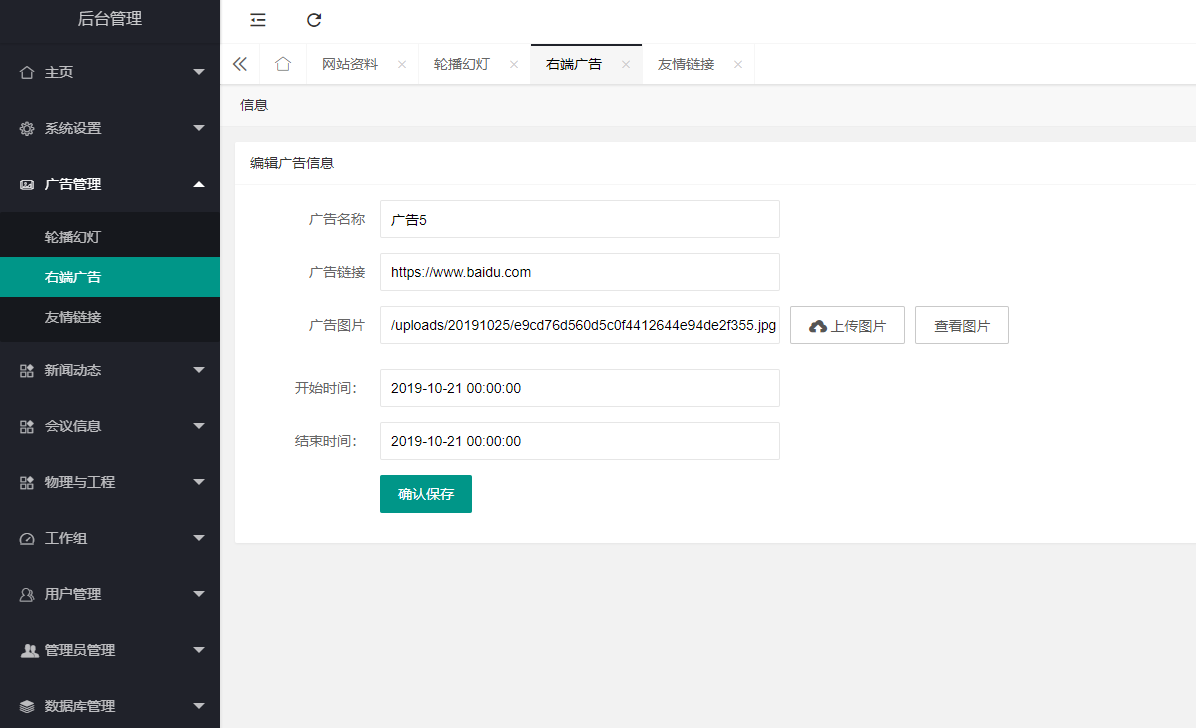 后台管理
主页
系统设置
广告管理
轮播幻灯
右端广告
友情链接
新闻动态
会议信息
物理与工程
工作组
用户管理
管理员管理
数据库管理
网站资料 轮播幻灯 右端广告 友情链接
信息
编辑广告信息
广告名称 广告5
广告链接 https://www.baidu.com
广告图片 /uploads/20191025/e9cd76d560d5c0f4412644e94de2f355.jpg 上传图片 查看图片
开始时间： 2019-10-21 00:00:00
结束时间： 2019-10-21 00:00:00
确认保存